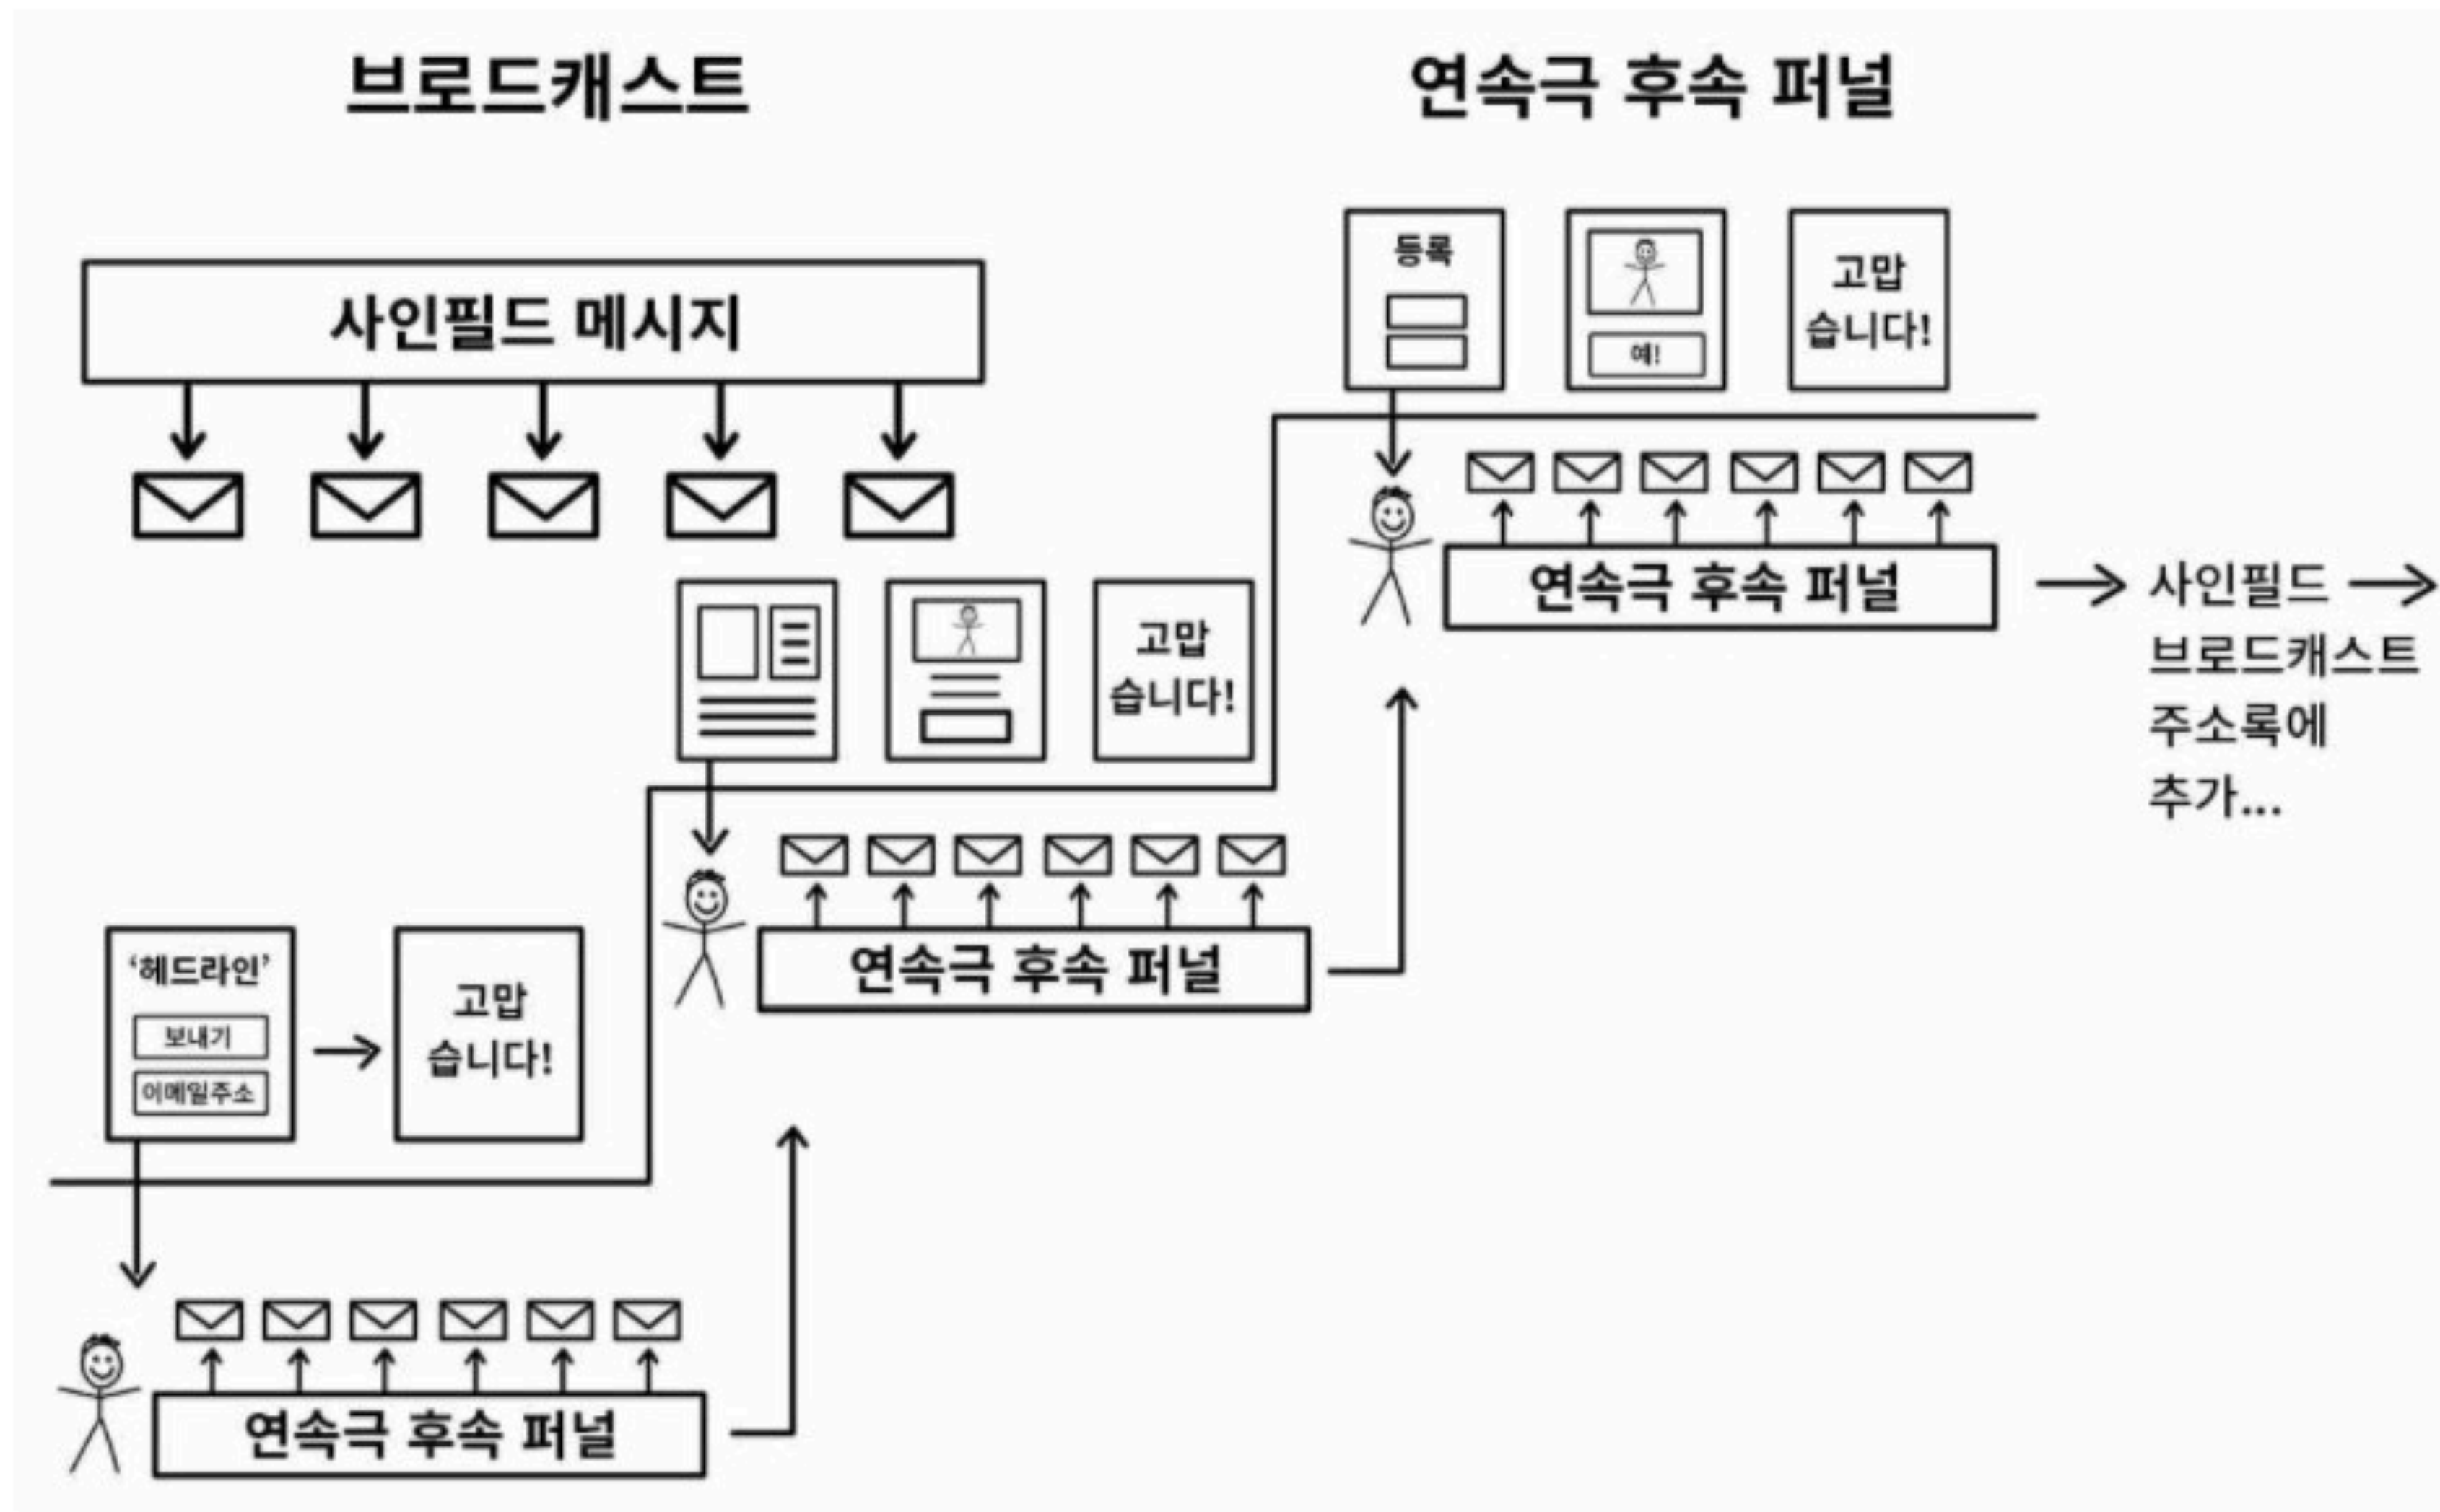 브로드캐스트
연속극 후속 퍼널
사인필드 메시지
등록
예!
고맙
습니다!
연속극 후속 퍼널
사인필드
브로드캐스트
주소록에
추가...
고맙
습니다!
연속극 후속 퍼널
‘헤드라인’
보내기
이메일주소
고맙
습니다!
연속극 후속 퍼널